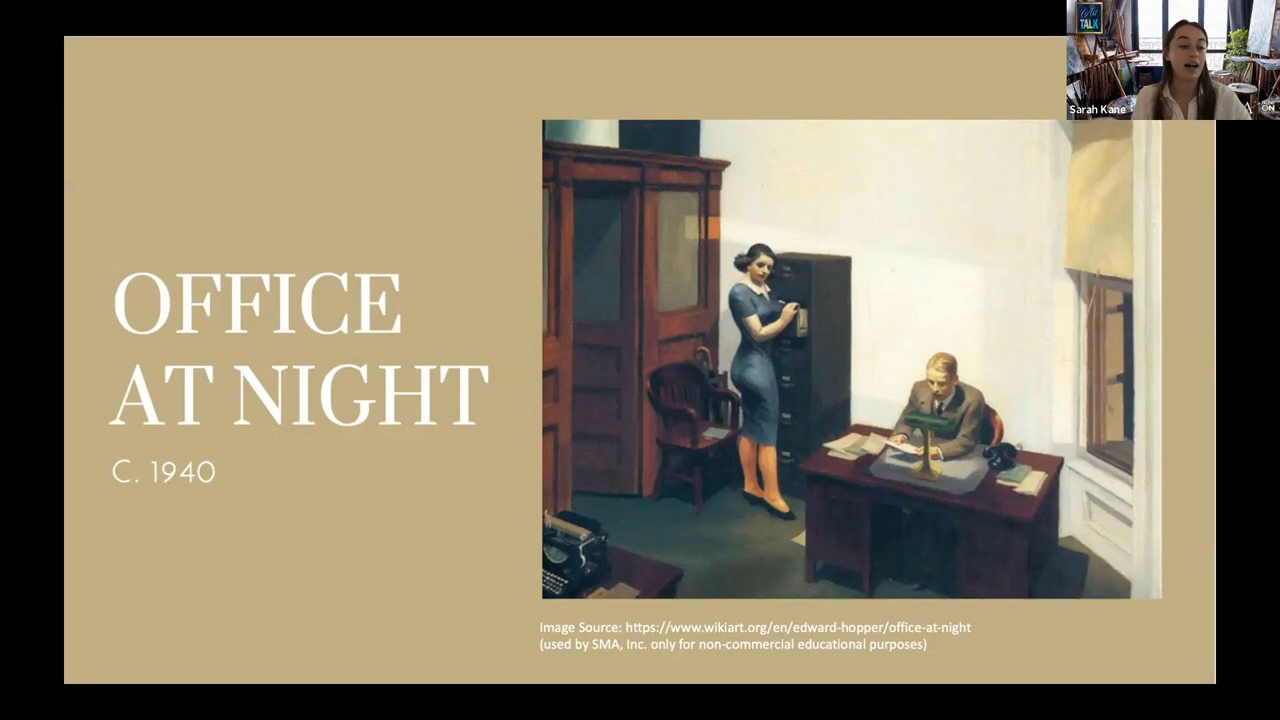 OFFICE
AT NIGHT
C. 1940
Image Source: https://www.wikiart.org/en/edward-hopper/office-at-night
(used by SMA, Inc. only for non-commercial educational purposes)
TALK
Sarah Kane
ON